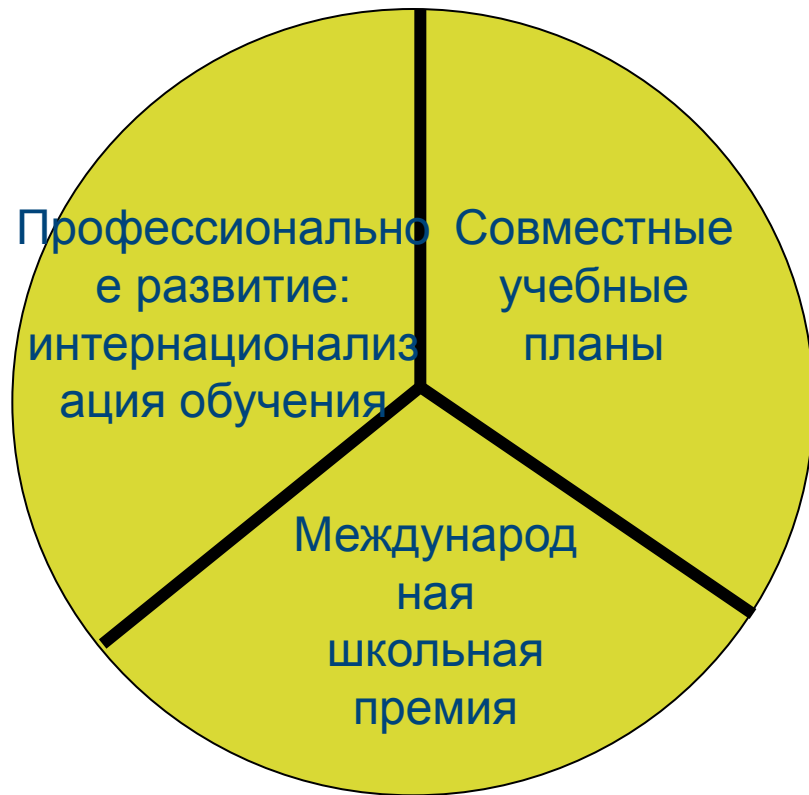 Профессионально
е развитие:
интернационализ
ация обучения
Совместные
учебные
планы
Международ
ная
школьная
премия